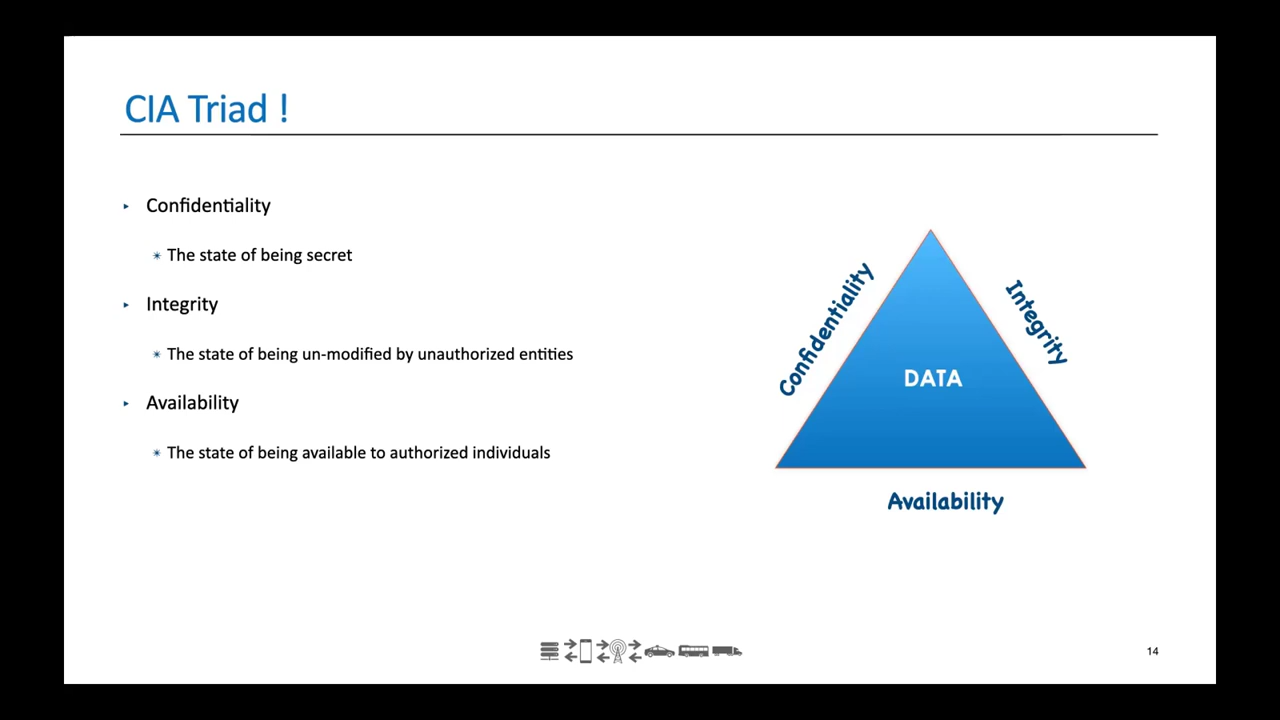 CIA Triad !
Confidentiality
The state of being secret
Integrity
The state of being un-modified by unauthorized entities
Availability
The state of being available to authorized individuals
Confidentiality
Integrity
DATA
Availability
14